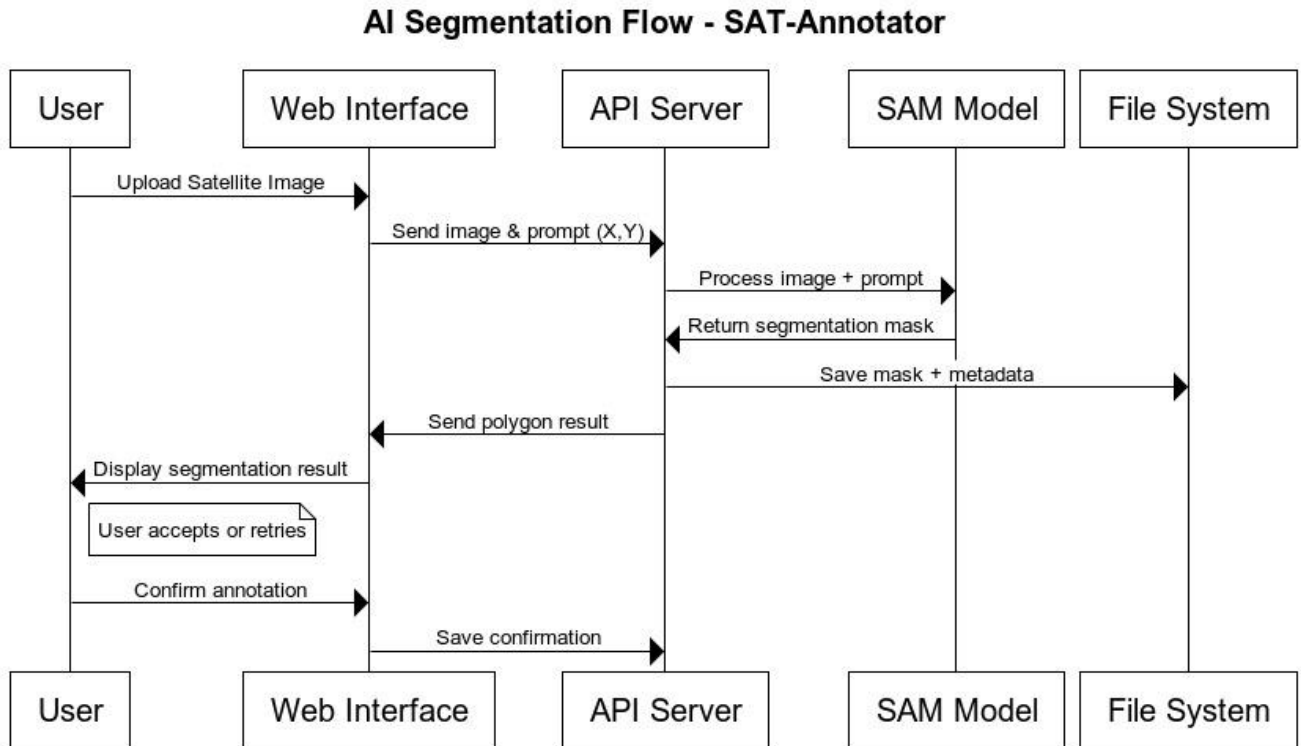 AI Segmentation Flow - SAT-Annotator
User
Web Interface
API Server
SAM Model
File System
Upload Satellite Image
Send image & prompt (X,Y)
Process image + prompt
Return segmentation mask
Save mask + metadata
Send polygon result
Display segmentation result
User accepts or retries
Confirm annotation
Save confirmation
User
Web Interface
API Server
SAM Model
File System